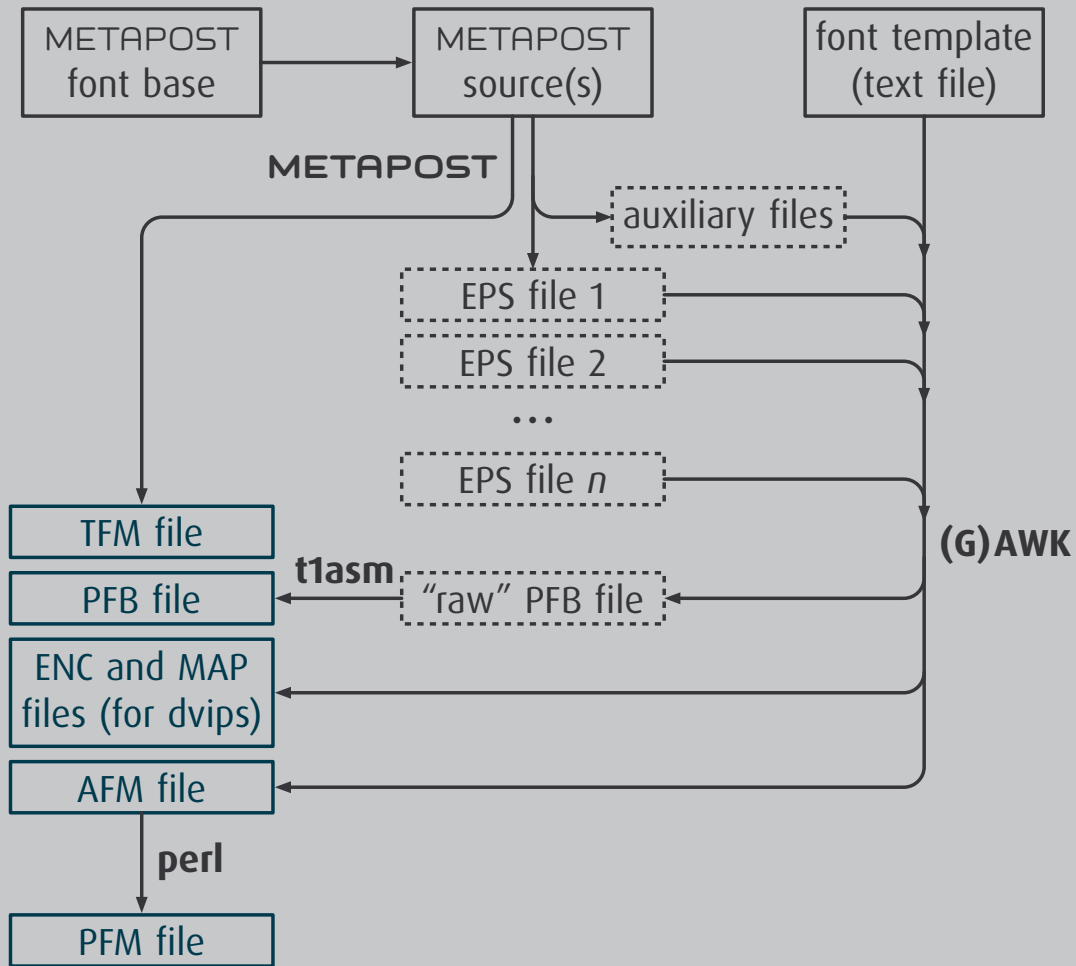 METAPOST
font base
METAPOST
source(s)
font template
(text file)
METAPOST
auxiliary files
EPS file 1
EPS file 2
...
EPS file n
TFM file
(G)AWK
t1asm
PFB file
“raw” PFB file
ENC and MAP
files (for dvips)
AFM file
perl
PFM file